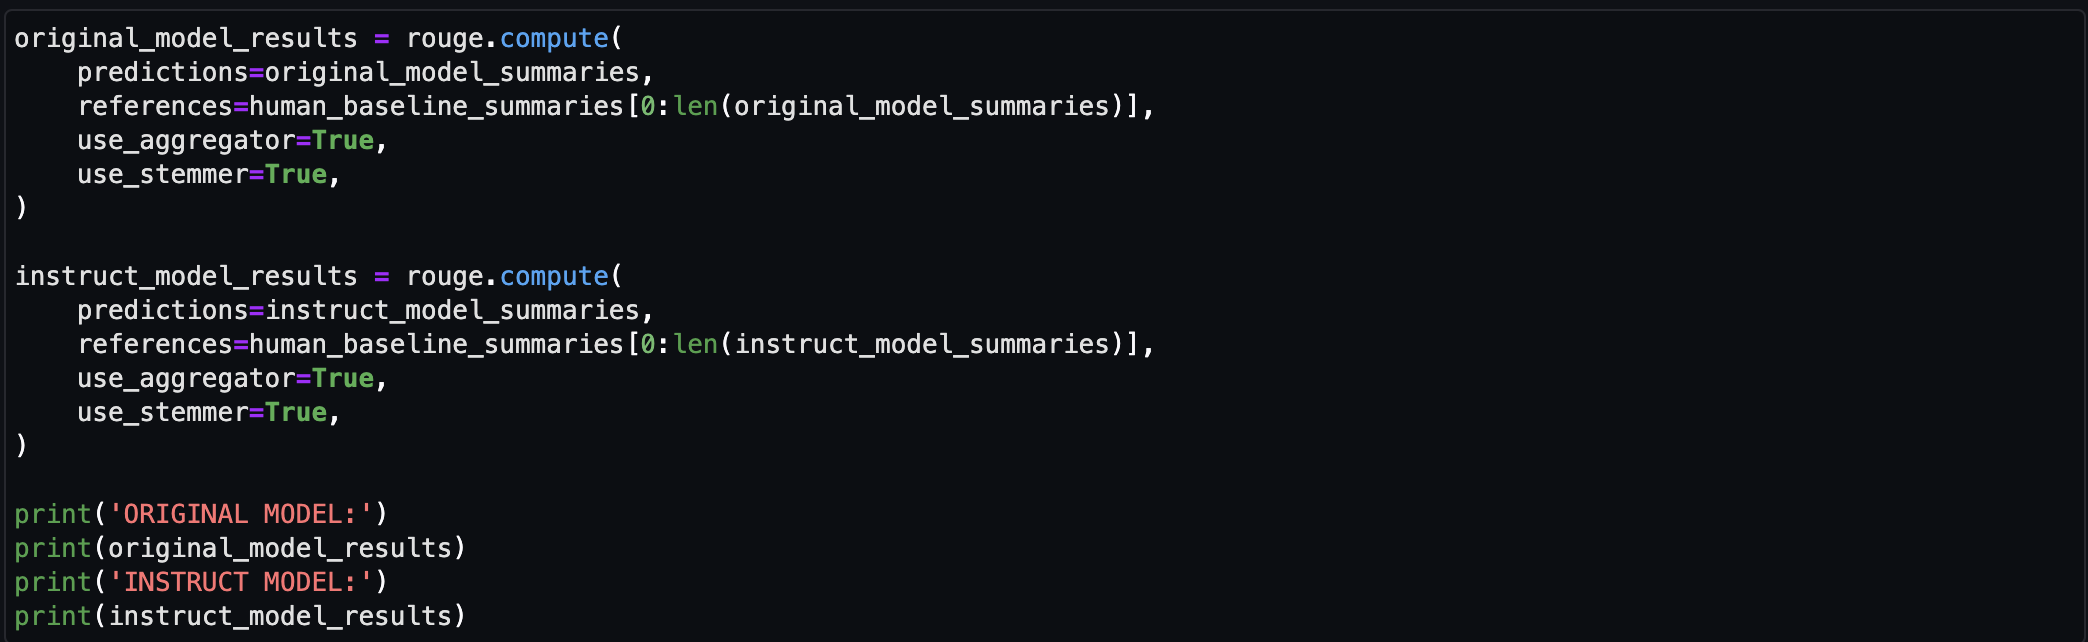 original_model_results = rouge.compute(
    predictions=original_model_summaries,
    references=human_baseline_summaries[0:len(original_model_summaries)],
    use_aggregator=True,
    use_stemmer=True,
)

instruct_model_results = rouge.compute(
    predictions=instruct_model_summaries,
    references=human_baseline_summaries[0:len(instruct_model_summaries)],
    use_aggregator=True,
    use_stemmer=True,
)

print('ORIGINAL MODEL:')
print(original_model_results)
print('INSTRUCT MODEL:')
print(instruct_model_results)